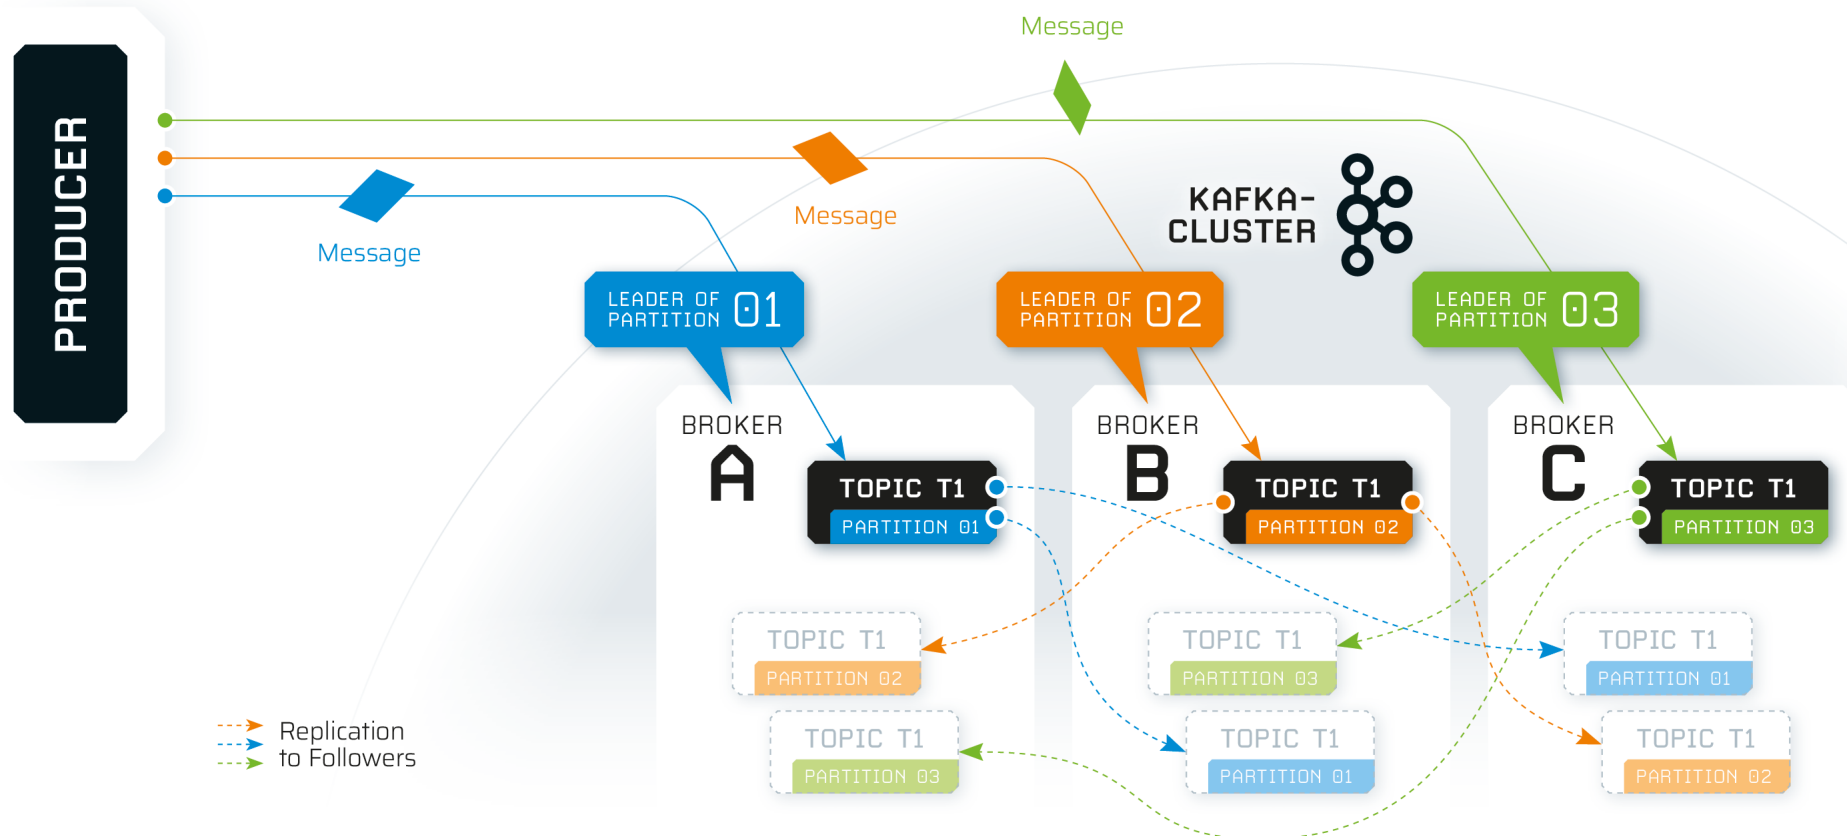 Message
PRODUCER
Message
Message
KAFKA-
CLUSTER
LEADER OF
PARTITION 01
LEADER OF
PARTITION 02
LEADER OF
PARTITION 03
BROKER
A
TOPIC T1
PARTITION 01
BROKER
B
TOPIC T1
PARTITION 02
BROKER
C
TOPIC T1
PARTITION 03
TOPIC T1
PARTITION 02
TOPIC T1
PARTITION 03
TOPIC T1
PARTITION 01
TOPIC T1
PARTITION 03
TOPIC T1
PARTITION 01
TOPIC T1
PARTITION 02
Replication
to Followers